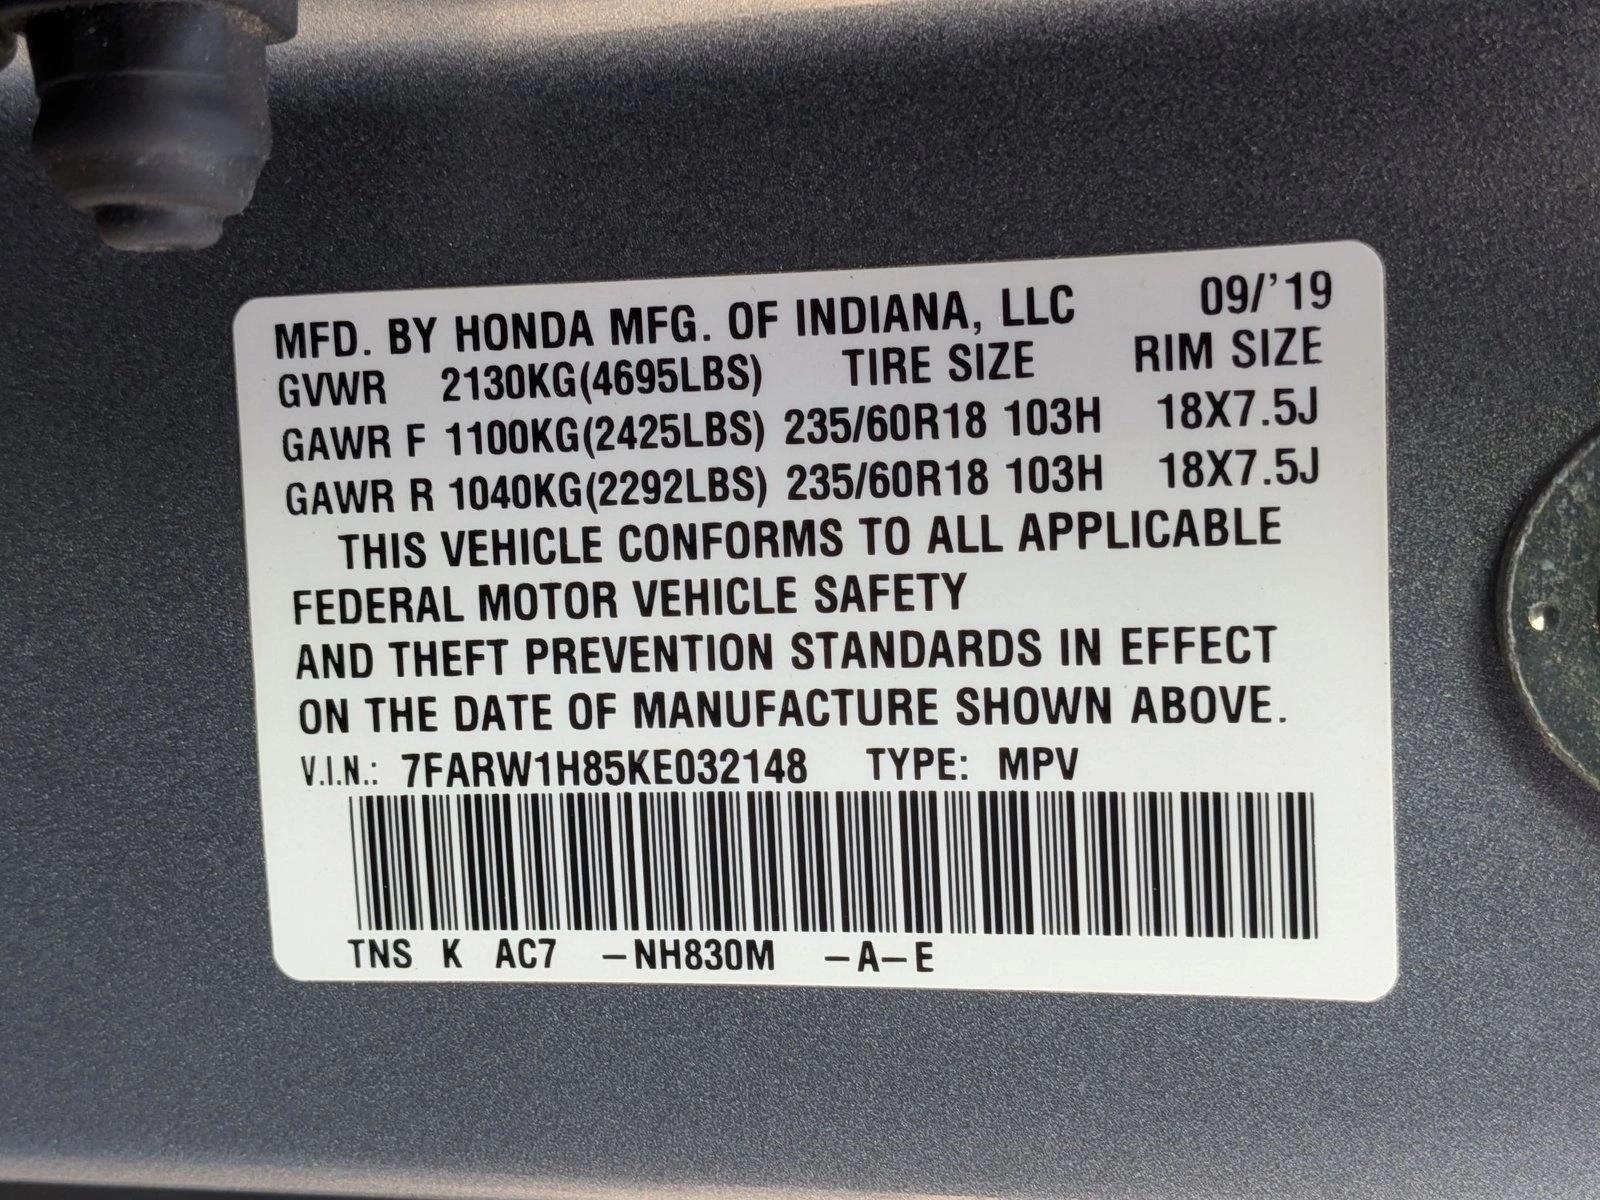 MFD. BY HONDA MFG. OF INDIANA, LLC 09/'19
GVWR 2130KG(4695LBS) TIRE SIZE RIM SIZE
GAWR F 1100KG(2425LBS) 235/60R18 103H 18X7.5J
GAWR R 1040KG(2292LBS) 235/60R18 103H 18X7.5J
THIS VEHICLE CONFORMS TO ALL APPLICABLE
FEDERAL MOTOR VEHICLE SAFETY
AND THEFT PREVENTION STANDARDS IN EFFECT
ON THE DATE OF MANUFACTURE SHOWN ABOVE.
V.I.N.: 7FARW1H85KE032148 TYPE: MPV
TNS K AC7 –NH830M –A–E